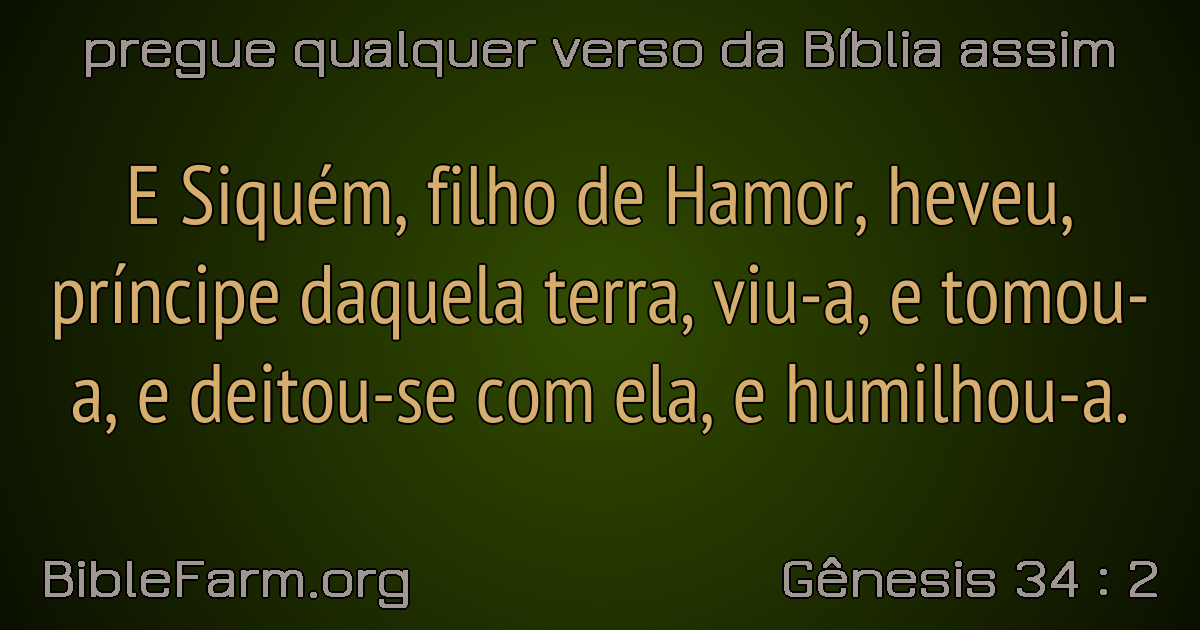 pregue qualquer verso da Bíblia assim
E Siquém, filho de Hamor, heveu,
príncipe daquela terra, viu-a, e tomou-
a, e deitou-se com ela, e humilhou-a.
BibleFarm.org
Gênesis 34 : 2